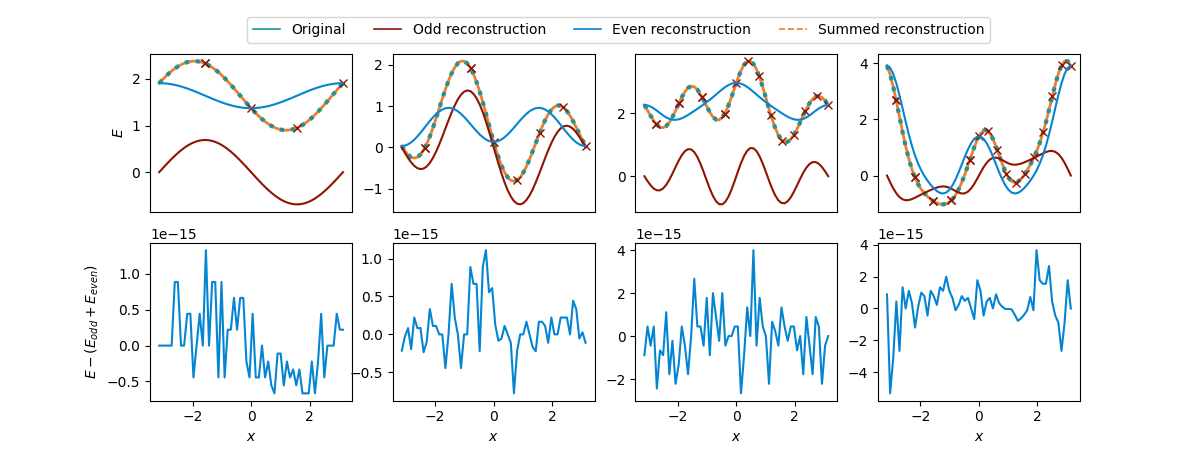 Original Odd reconstruction Even reconstruction Summed reconstruction
E
2
1
0
2
1
0
−1
2
0
4
2
0
1e−15
1e−15
1e−15
1e−15
E − (E_odd + E_even)
1.0
0.5
0.0
−0.5
1.0
0.5
0.0
−0.5
4
2
0
−2
4
2
0
−2
−4
−2 0 2
−2 0 2
−2 0 2
−2 0 2
x x x x